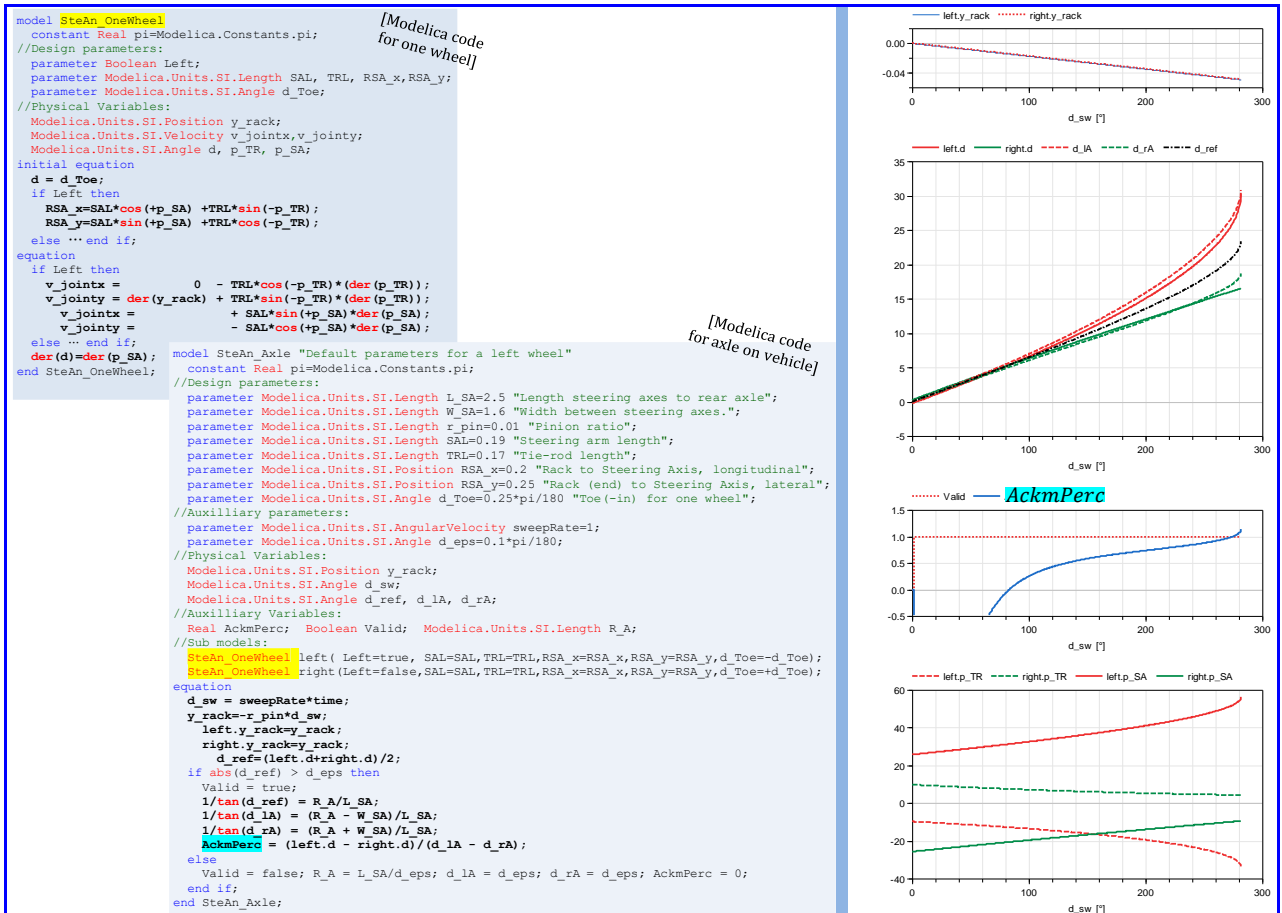 model SteAn_OneWheel
constant Real pi=Modelica.Constants.pi;
//Design parameters:
parameter Boolean Left;
parameter Modelica.Units.SI.Length SAL, TRL, RSA_x,RSA_y;
parameter Modelica.Units.SI.Angle d_Toe;
//Physical Variables:
Modelica.Units.SI.Position y_rack;
Modelica.Units.SI.Velocity v_jointx,v_jointy;
Modelica.Units.SI.Angle d, p_TR, p_SA;
initial equation
d = d_Toe;
if Left then
RSA_x=SAL*cos(+p_SA) +TRL*sin(-p_TR);
RSA_y=SAL*sin(+p_SA) +TRL*cos(-p_TR);
else ⋯ end if;
equation
if Left then
v_jointx = 0 - TRL*cos(-p_TR)*(der(p_TR));
v_jointy = der(y_rack) + TRL*sin(-p_TR)*(der(p_TR));
v_jointx = + SAL*sin(+p_SA)*der(p_SA);
v_jointy = - SAL*cos(+p_SA)*der(p_SA);
else ⋯ end if;
der(d)=der(p_SA);
end SteAn_OneWheel;
[Modelica code
for one wheel]
[Modelica code
for axle on vehicle]
model SteAn_Axle "Default parameters for a left wheel"
constant Real pi=Modelica.Constants.pi;
//Design parameters:
parameter Modelica.Units.SI.Length L_SA=2.5 "Length steering axes to rear axle";
parameter Modelica.Units.SI.Length W_SA=1.6 "Width between steering axes.";
parameter Modelica.Units.SI.Length r_pin=0.01 "Pinion ratio";
parameter Modelica.Units.SI.Length SAL=0.19 "Steering arm length";
parameter Modelica.Units.SI.Length TRL=0.17 "Tie-rod length";
parameter Modelica.Units.SI.Position RSA_x=0.2 "Rack to Steering Axis, longitudinal";
parameter Modelica.Units.SI.Position RSA_y=0.25 "Rack (end) to Steering Axis, lateral";
parameter Modelica.Units.SI.Angle d_Toe=0.25*pi/180 "Toe(-in) for one wheel";
//Auxilliary parameters:
parameter Modelica.Units.SI.AngularVelocity sweepRate=1;
parameter Modelica.Units.SI.Angle d_eps=0.1*pi/180;
//Physical Variables:
Modelica.Units.SI.Position y_rack;
Modelica.Units.SI.Angle d_sw;
Modelica.Units.SI.Angle d_ref, d_lA, d_rA;
//Auxilliary Variables:
Real AckmPerc; Boolean Valid; Modelica.Units.SI.Length R_A;
//Sub models:
SteAn_OneWheel left( Left=true, SAL=SAL,TRL=TRL,RSA_x=RSA_x,RSA_y=RSA_y,d_Toe=-d_Toe);
SteAn_OneWheel right(Left=false,SAL=SAL,TRL=TRL,RSA_x=RSA_x,RSA_y=RSA_y,d_Toe=+d_Toe);
equation
d_sw = sweepRate*time;
y_rack=-r_pin*d_sw;
left.y_rack=y_rack;
right.y_rack=y_rack;
d_ref=(left.d+right.d)/2;
if abs(d_ref) > d_eps then
Valid = true;
1/tan(d_ref) = R_A/L_SA;
1/tan(d_lA) = (R_A - W_SA)/L_SA;
1/tan(d_rA) = (R_A + W_SA)/L_SA;
AckmPerc = (left.d - right.d)/(d_lA - d_rA);
else
Valid = false; R_A = L_SA/d_eps; d_lA = d_eps; d_rA = d_eps; AckmPerc = 0;
end if;
end SteAn_Axle;
left.y_rack right.y_rack
0.00
-0.04
0 100 200 300
d_sw [°]
left.d right.d d_lA d_rA d_ref
35
30
25
20
15
10
5
0
-5
0 100 200 300
d_sw [°]
Valid AckmPerc
1.5
1.0
0.5
0.0
-0.5
0 100 200 300
d_sw [°]
left.p_TR right.p_TR left.p_SA right.p_SA
60
40
20
0
-20
-40
0 100 200 300
d_sw [°]